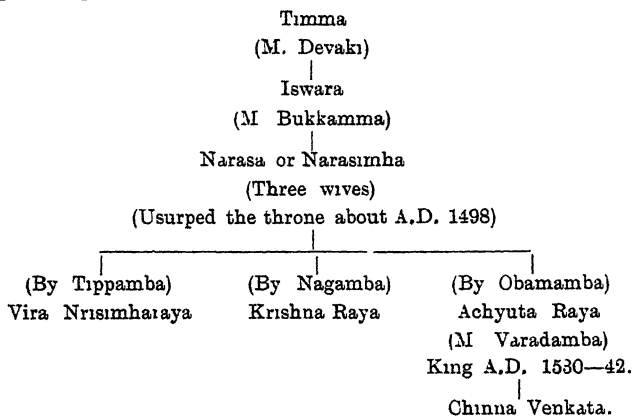 Timma
(M. Devaki)
Iswara
(M Bukkamma)
Narasa or Narasimha
(Three wives)
(Usurped the throne about A.D. 1498)
(By Tippamba) (By Nagamba) (By Obamamba)
Vira Nrisimharaya Krishna Raya Achyuta Raya
(M Varadamba)
King A.D. 1530—42.
Chinna Venkata.